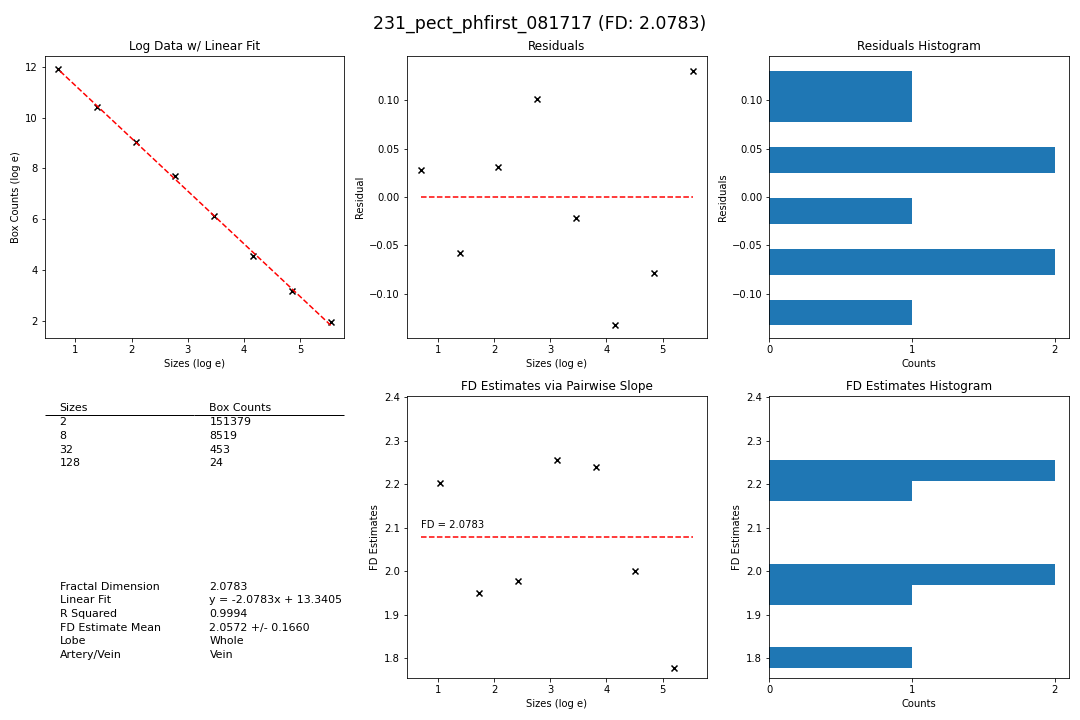 231_pect_phfirst_081717 (FD: 2.0783)
Log Data w/ Linear Fit
12
10
8
6
4
2
Box Counts (log e)
1 2 3 4 5
Sizes (log e)
Residuals
0.10
0.05
0.00
−0.05
−0.10
Residual
1 2 3 4 5
Sizes (log e)
Residuals Histogram
0.10
0.05
0.00
−0.05
−0.10
Residuals
0 1 2
Counts
Sizes Box Counts
2 151379
8 8519
32 453
128 24
Fractal Dimension 2.0783
Linear Fit y = -2.0783x + 13.3405
R Squared 0.9994
FD Estimate Mean 2.0572 +/- 0.1660
Lobe Whole
Artery/Vein Vein
FD Estimates via Pairwise Slope
2.4
2.3
2.2
2.1
2.0
1.9
1.8
FD Estimates
FD = 2.0783
1 2 3 4 5
Sizes (log e)
FD Estimates Histogram
2.4
2.3
2.2
2.1
2.0
1.9
1.8
FD Estimates
0 1 2
Counts